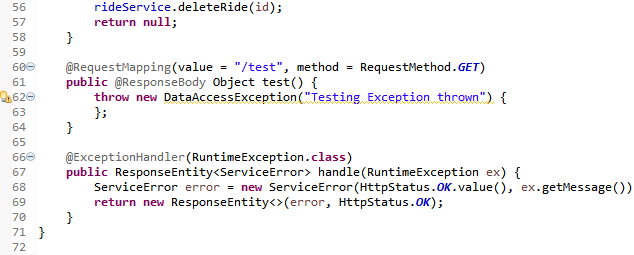 56 rideService.deleteRide(id);
57 return null;
58 }
59
60 @RequestMapping(value = "/test", method = RequestMethod.GET)
61 public @ResponseBody Object test() {
62 throw new DataAccessException("Testing Exception thrown") {
63 };
64 }
65
66 @ExceptionHandler(RuntimeException.class)
67 public ResponseEntity<ServiceError> handle(RuntimeException ex) {
68 ServiceError error = new ServiceError(HttpStatus.OK.value(), ex.getMessage())
69 return new ResponseEntity<>(error, HttpStatus.OK);
70 }
71 }
72